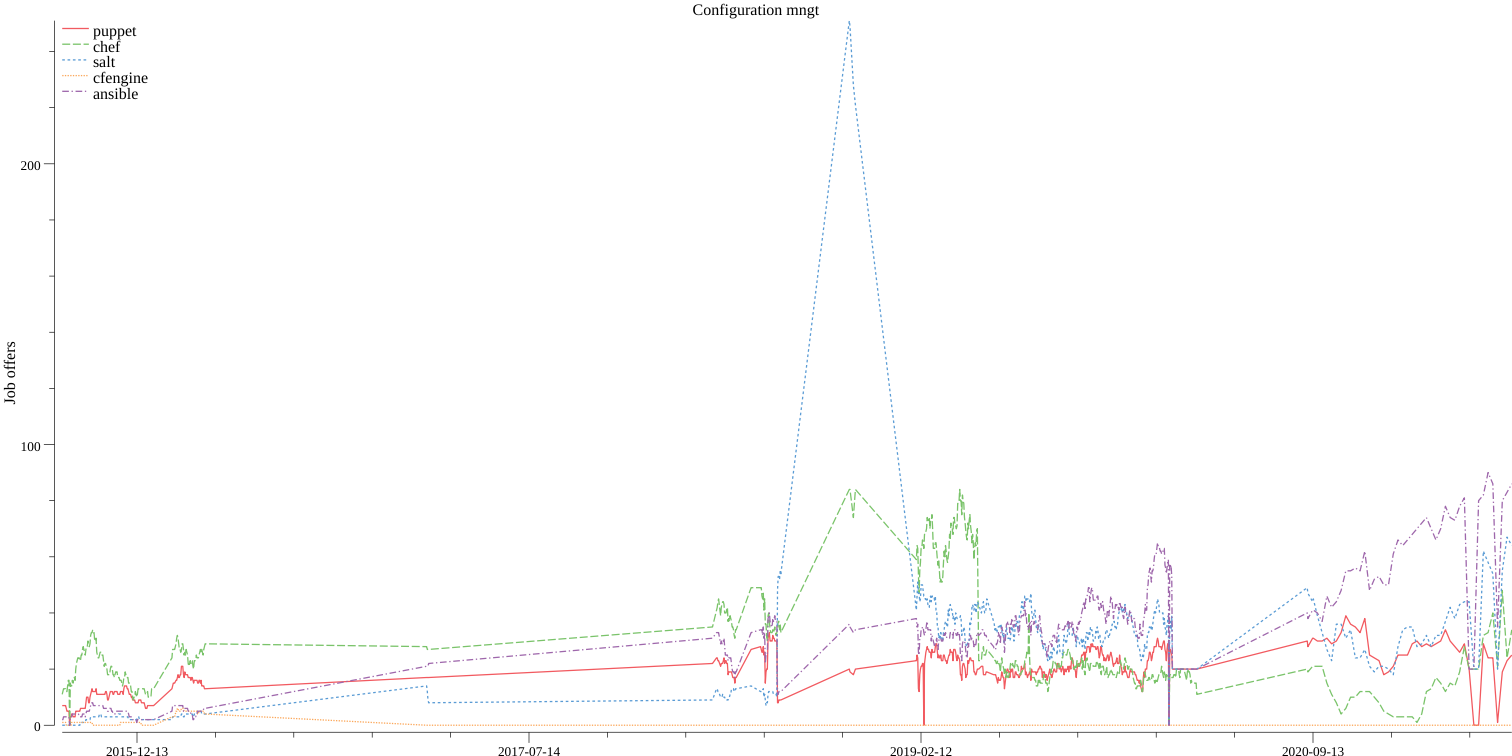 Configuration mngt
puppet
chef
salt
cfengine
ansible
Job offers
200
100
0
2015-12-13
2017-07-14
2019-02-12
2020-09-13